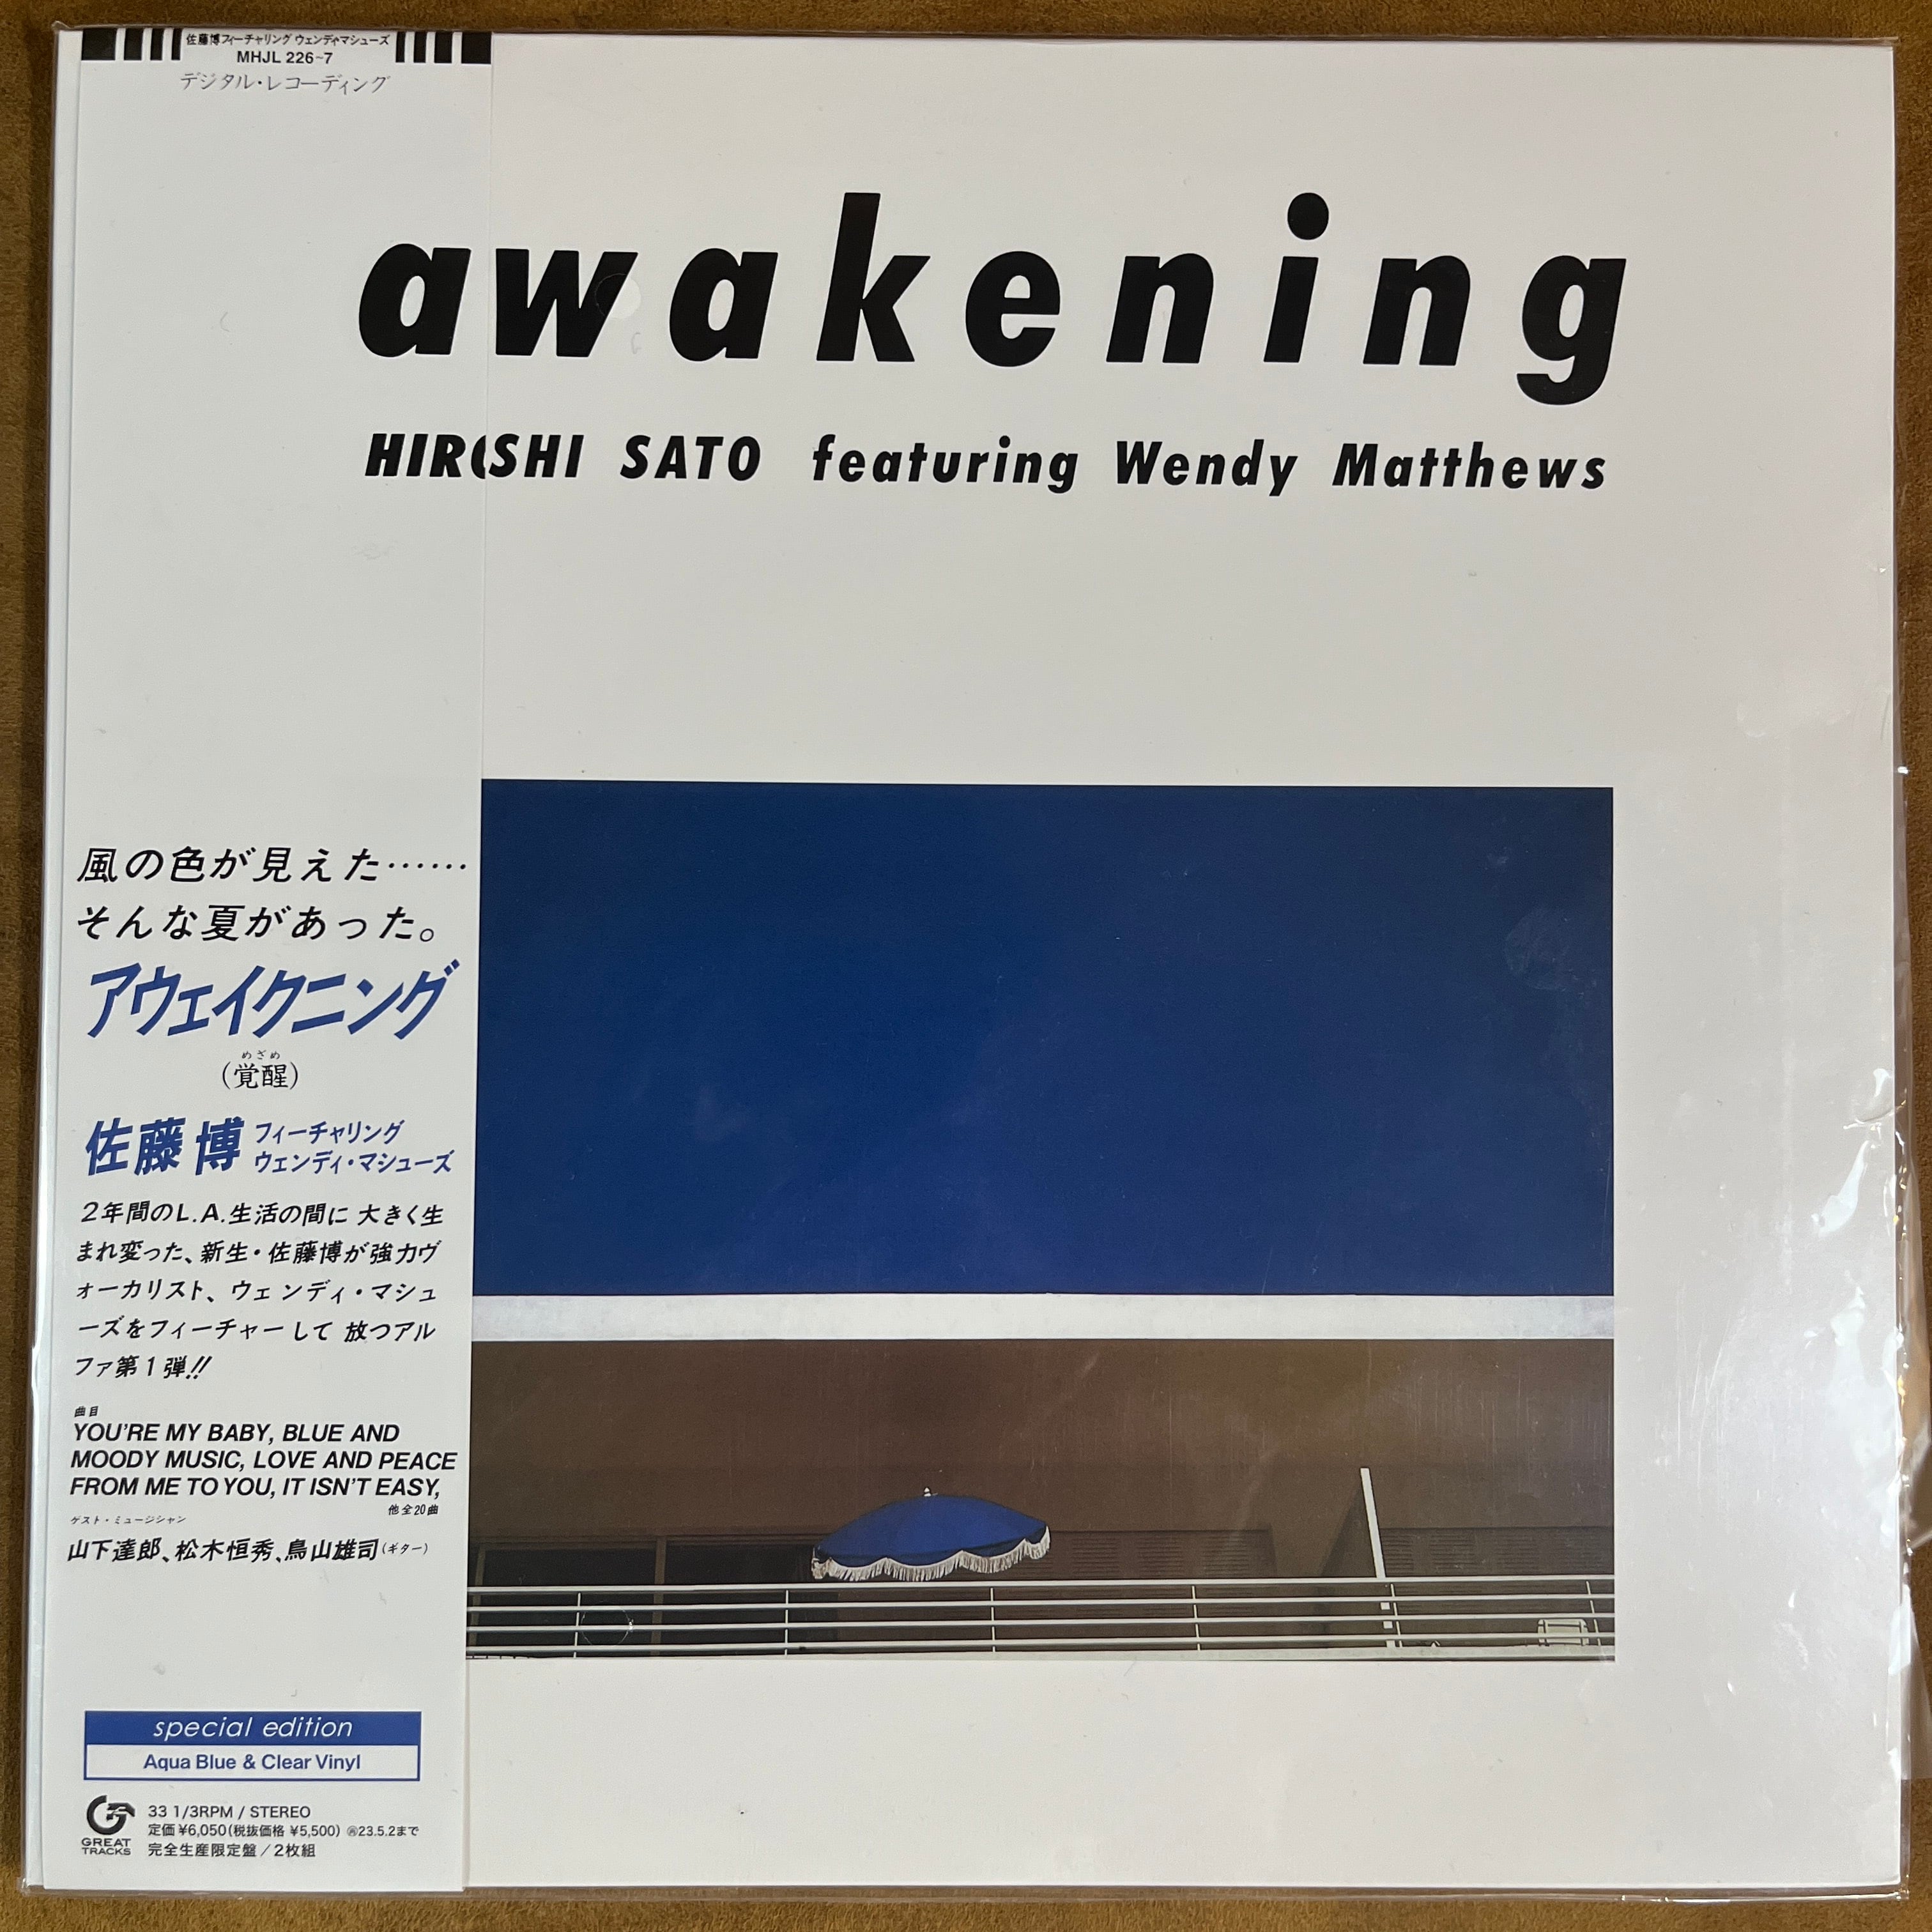 佐藤博フィーチャリング ウェンディ・マシューズ
MHJL 226~7
デジタル・レコーディング
awakening
HIROSHI SATO featuring Wendy Matthews
風の色が見えた……
そんな夏があった。
アウェイクニング
めざめ
(覚醒)
佐藤 博 フィーチャリング
ウェンディ・マシューズ
2年間のL.A.生活の間に 大きく生
まれ変った、新生・佐藤博が強力ヴ
ォーカリスト、ウェンディ・マシュ
ーズをフィーチャーして 放つアル
ファ第1弾!!
曲目
YOU'RE MY BABY, BLUE AND
MOODY MUSIC, LOVE AND PEACE
FROM ME TO YOU, IT ISN'T EASY,
他全20曲
ゲスト・ミュージシャン
山下達郎、松木恒秀、鳥山雄司(ギター)
special edition
Aqua Blue & Clear Vinyl
GREAT
TRACKS
33 1/3RPM / STEREO
定価 ¥6,050(税抜価格 ¥5,500) ㋱23.5.2まで
完全生産限定盤/2枚組